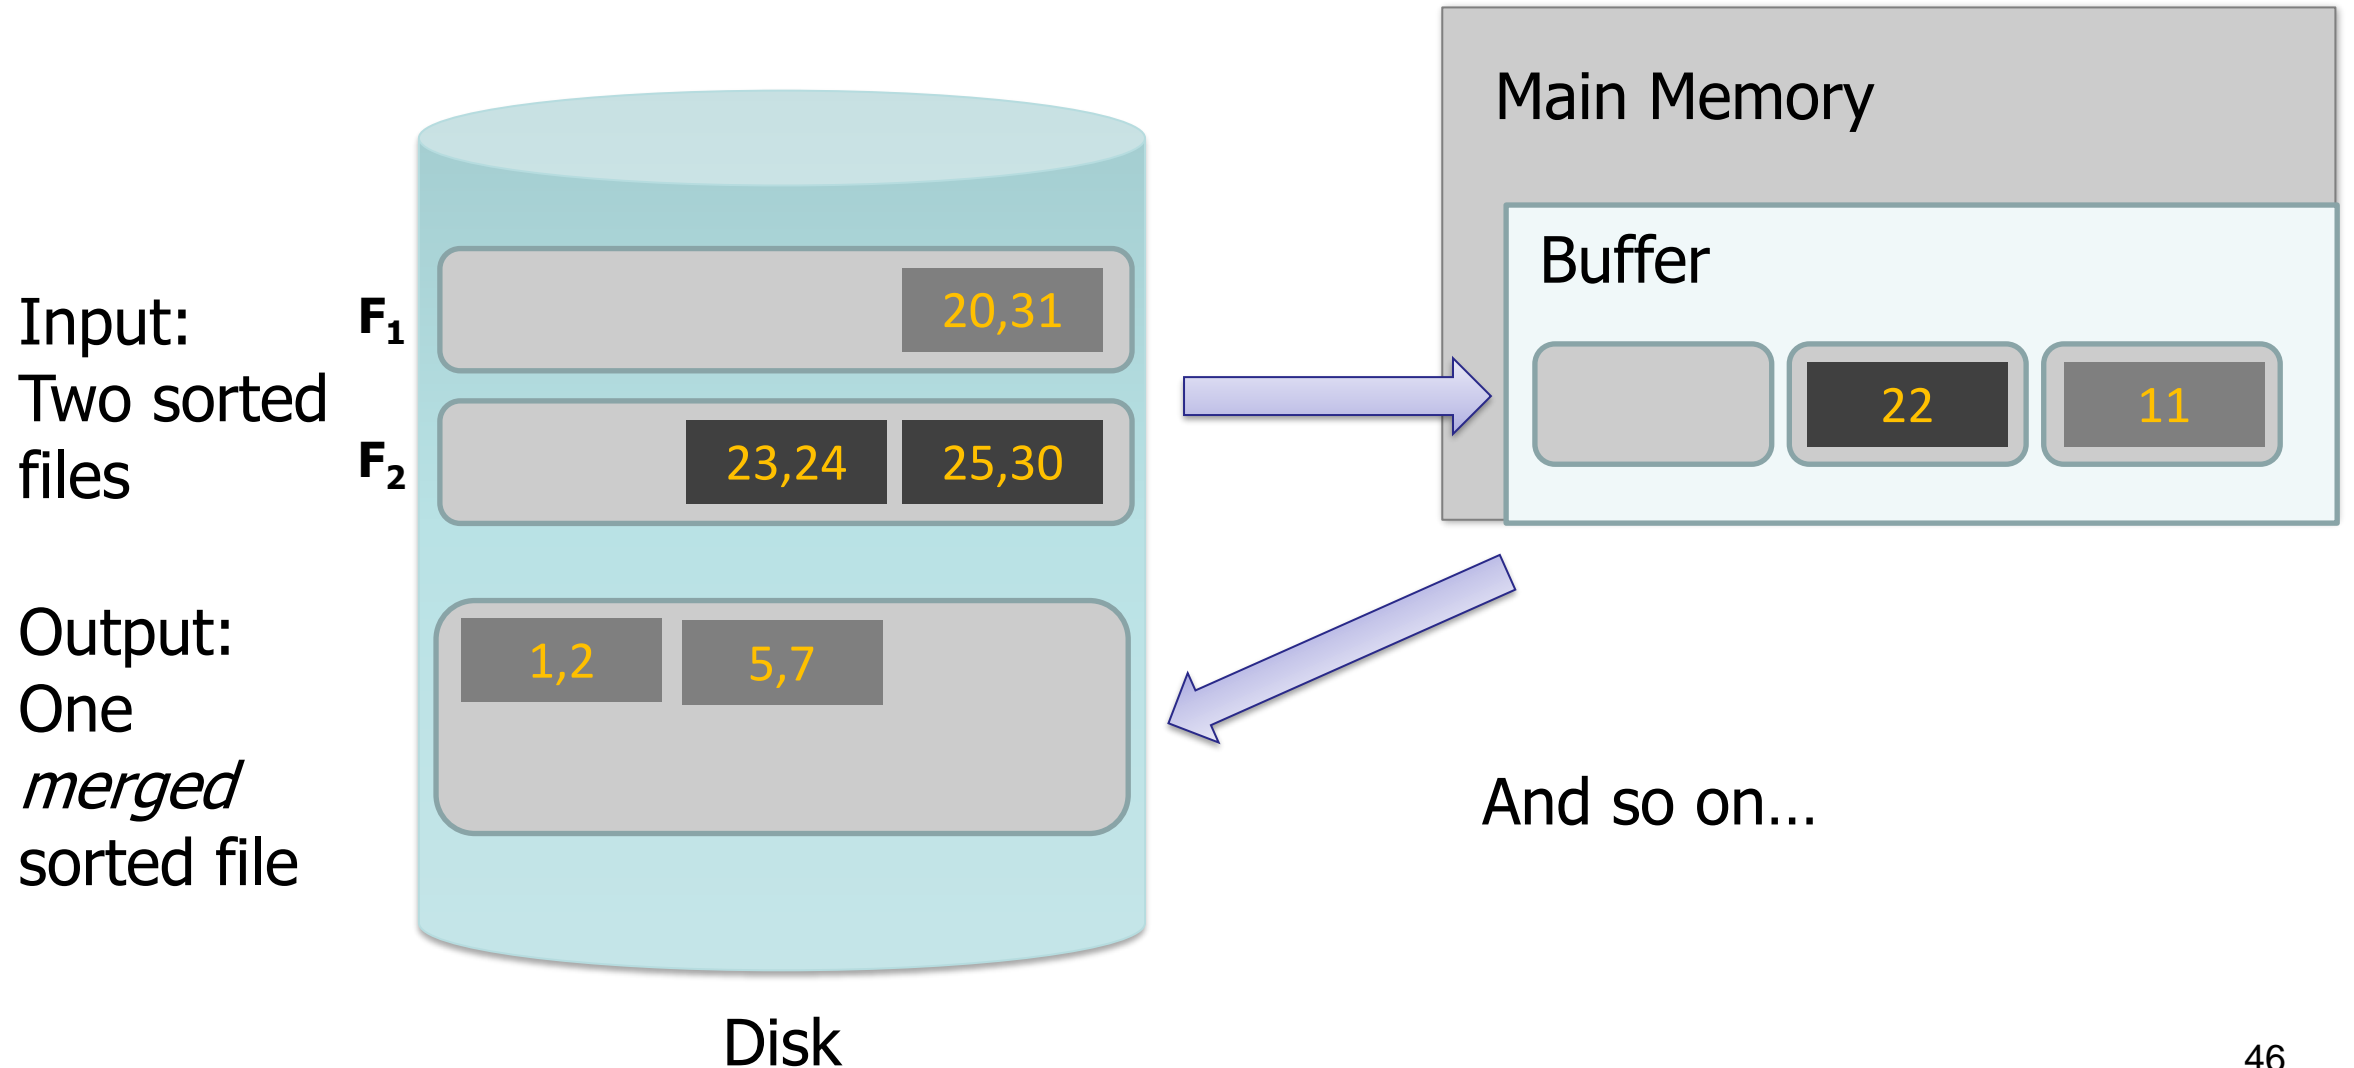 Main Memory
Buffer
Input:
Two sorted
files
F1
20,31
F2
23,24 25,30
22 11
Output:
One
merged
sorted file
1,2 5,7
And so on…
Disk
46